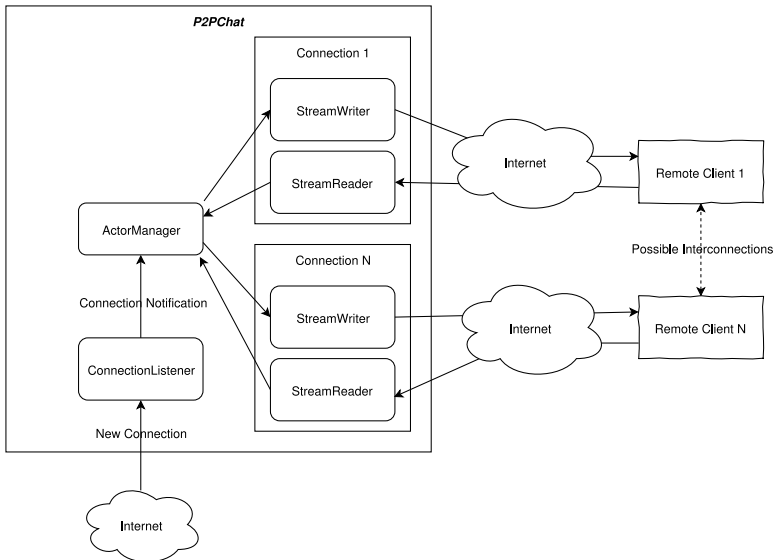 P2PChat
Connection 1
StreamWriter
StreamReader
Internet
Remote Client 1
ActorManager
Possible Interconnections
Connection N
Connection Notification
StreamWriter
Internet
Remote Client N
ConnectionListener
StreamReader
New Connection
Internet